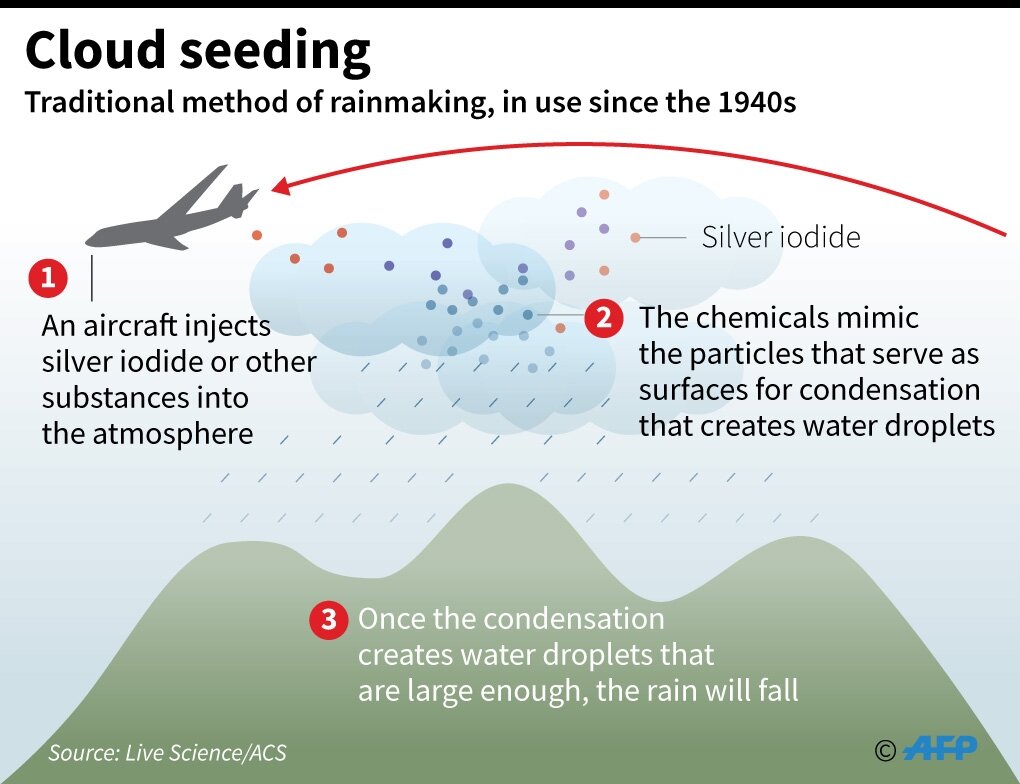 Cloud seeding
Traditional method of rainmaking, in use since the 1940s
Silver iodide
1
An aircraft injects
silver iodide or other
substances into
the atmosphere
2
The chemicals mimic
the particles that serve as
surfaces for condensation
that creates water droplets
3
Once the condensation
creates water droplets that
are large enough, the rain will fall
Source: Live Science/ACS
© AFP